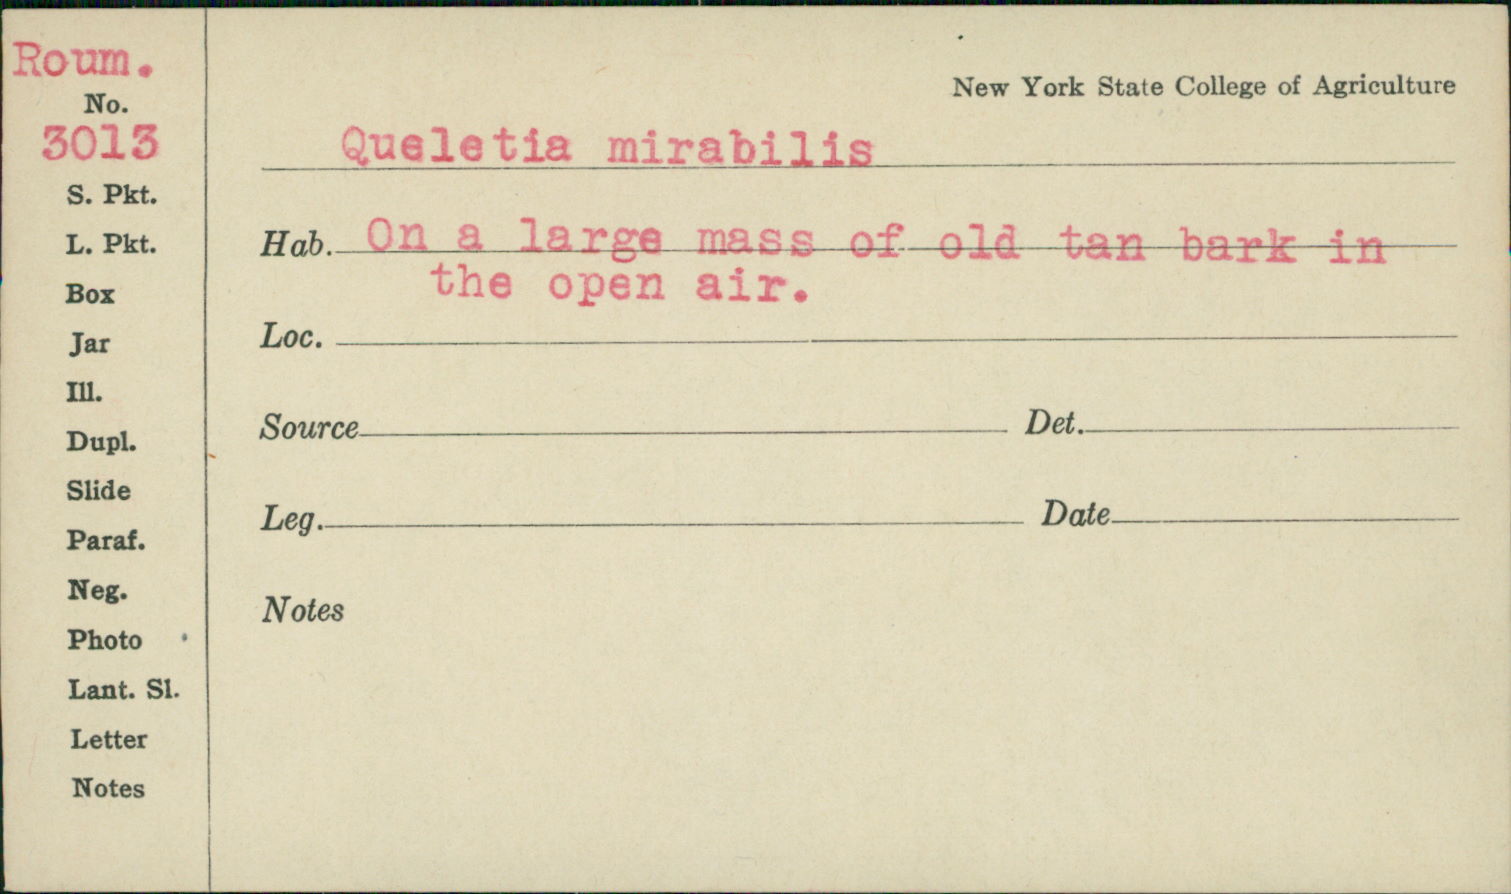 Roum.
No.
3013
S. Pkt.
L. Pkt.
Box
Jar
Ill.
Dupl.
Slide
Paraf.
Neg.
Photo
Lant. Sl.
Letter
Notes
New York State College of Agriculture
Queletia mirabilis
Hab. On a large mass of old tan bark in
the open air.
Loc.
Source Det.
Leg. Date
Notes